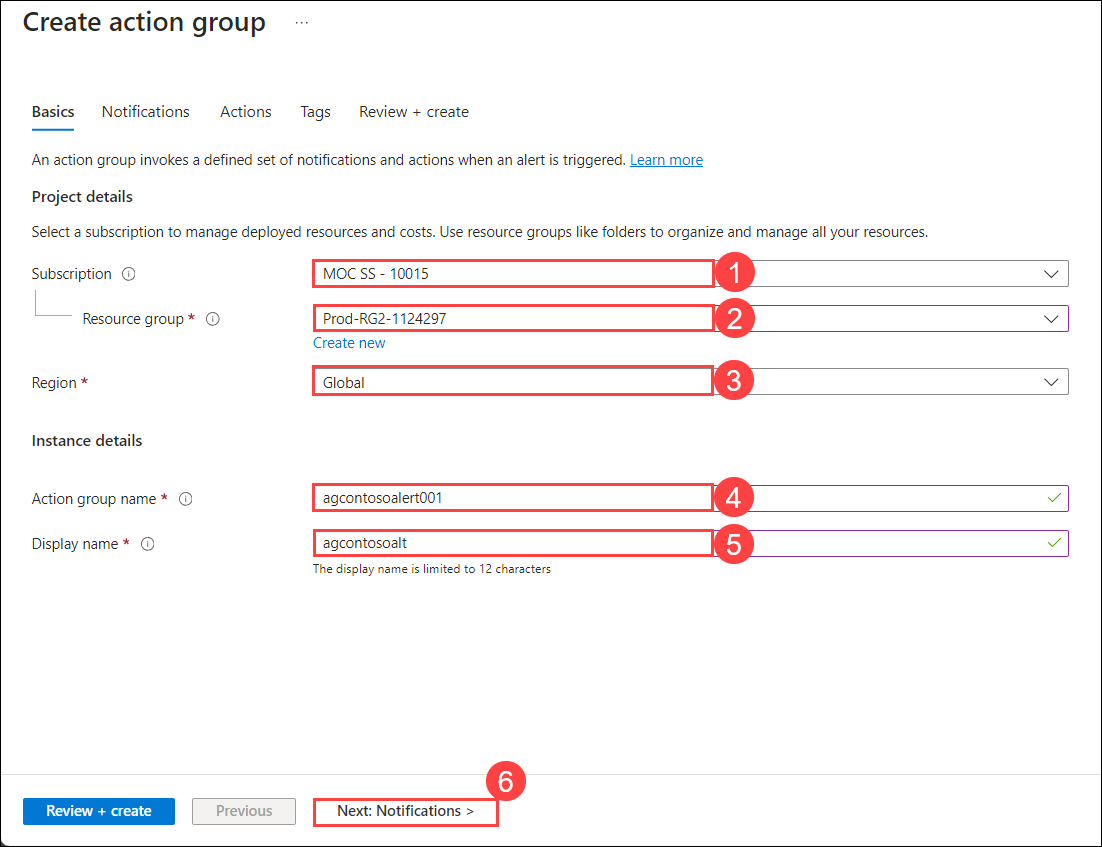 Create action group ...
Basics Notifications Actions Tags Review + create
An action group invokes a defined set of notifications and actions when an alert is triggered. Learn more
Project details
Select a subscription to manage deployed resources and costs. Use resource groups like folders to organize and manage all your resources.
Subscription MOC SS - 10015 1
Resource group * Prod-RG2-1124297 2
Create new
Region * Global 3
Instance details
Action group name * agcontosoalert001 4
Display name * agcontosoalt 5
The display name is limited to 12 characters
6
Review + create Previous Next: Notifications >